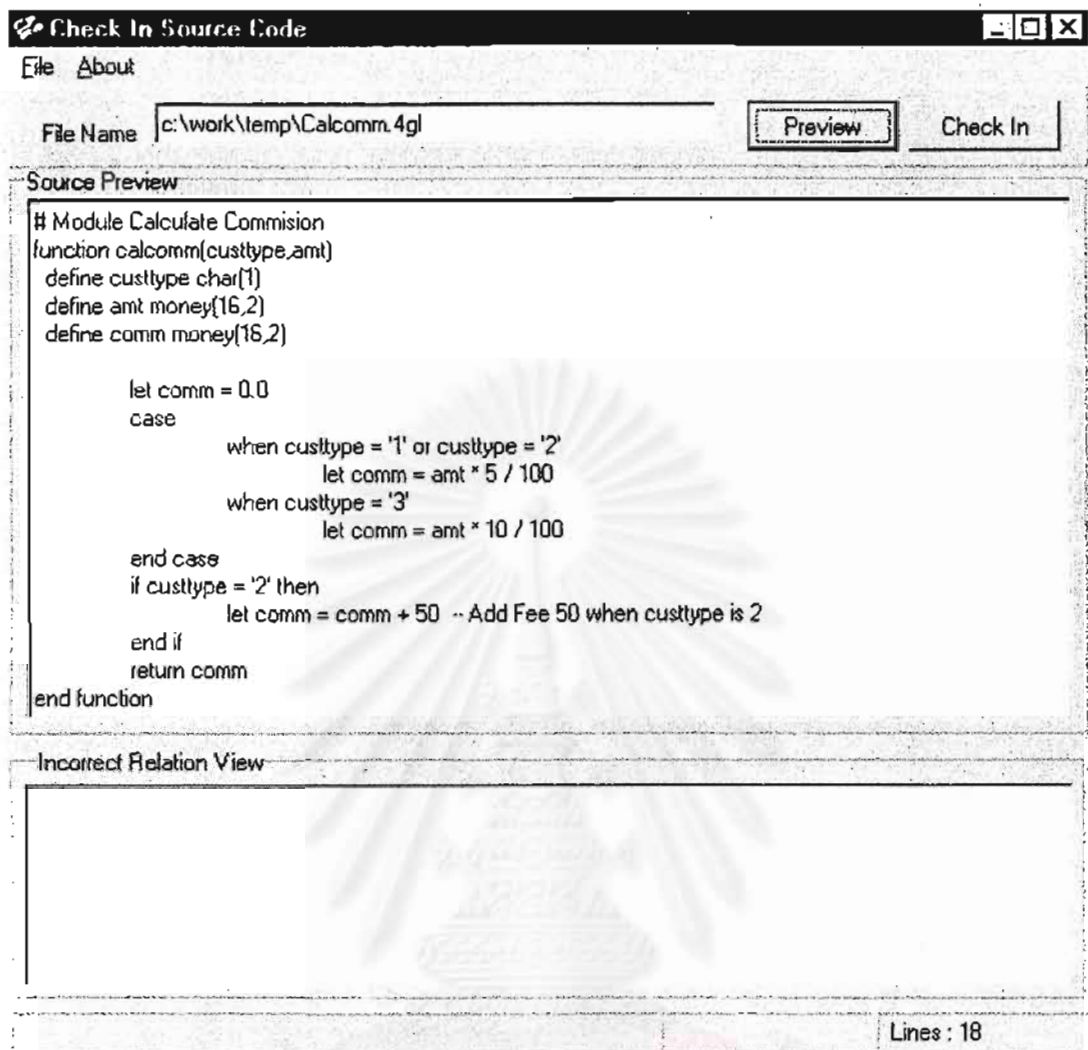 Check In Source Code
File About
File Name c:\work\temp\Calcomm.4gl Preview Check In
Source Preview
# Module Calculate Commision
function calcomm(custtype,amt)
define custtype char(1)
define amt money(16,2)
define comm money(16,2)
let comm = 0.0
case
when custtype = '1' or custtype = '2'
let comm = amt * 5 / 100
when custtype = '3'
let comm = amt * 10 / 100
end case
if custtype = '2' then
let comm = comm + 50 -- Add Fee 50 when custtype is 2
end if
return comm
end function
Incorrect Relation View
Lines : 18